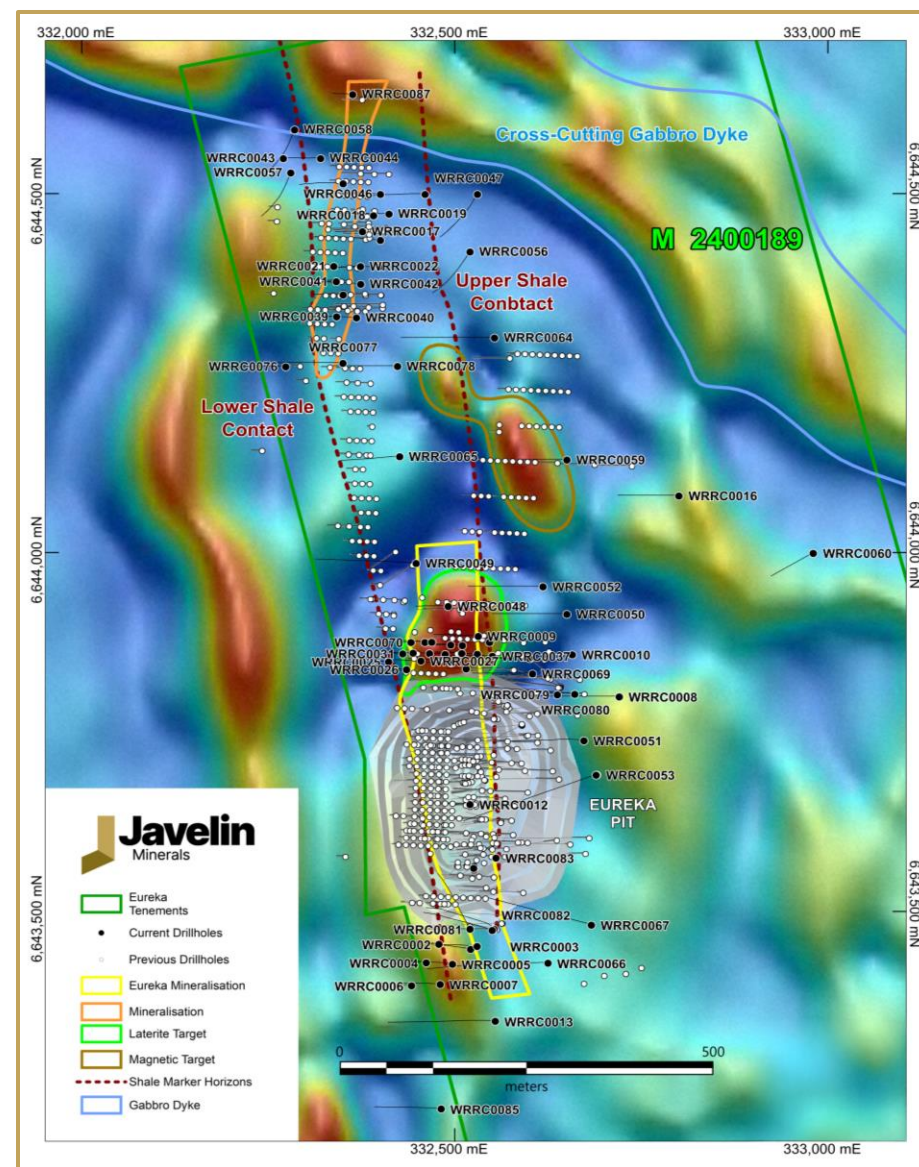 332,000 mE
332,500 mE
333,000 mE
WRRC0087
WRRC0058
Cross-Cutting Gabbro Dyke
WRRC0043
WRRC0044
WRRC0057
WRRC0046
WRRC0047
6,644,500 mN
6,644,500 mN
WRRC0018
WRRC0019
WRRC0017
M 2400189
WRRC0056
WRRC0021
WRRC0022
Upper Shale
Conbtact
WRRC0041
WRRC0042
WRRC0039
WRRC0040
WRRC0064
WRRC0077
WRRC0076
WRRC0078
Lower Shale
Contact
WRRC0065
WRRC0059
WRRC0016
6,644,000 mN
6,644,000 mN
WRRC0049
WRRC0060
WRRC0052
WRRC0048
WRRC0050
WRRC0070
WRRC0009
WRRC0031
WRRC0037
WRRC0010
WRRC0025
WRRC0027
WRRC0026
WRRC0069
WRRC0079
WRRC0008
WRRC0080
WRRC0051
WRRC0053
WRRC0012
EUREKA
PIT
WRRC0083
6,643,500 mN
6,643,500 mN
WRRC0082
WRRC0081
WRRC0067
WRRC0002
WRRC0003
WRRC0004
WRRC0005
WRRC0066
WRRC0006
WRRC0007
WRRC0013
0
500
meters
WRRC0085
Javelin
Minerals
Eureka
Tenements
Current Drillholes
Previous Drillholes
Eureka Mineralisation
Mineralisation
Laterite Target
Magnetic Target
Shale Marker Horizons
Gabbro Dyke
332,500 mE
333,000 mE